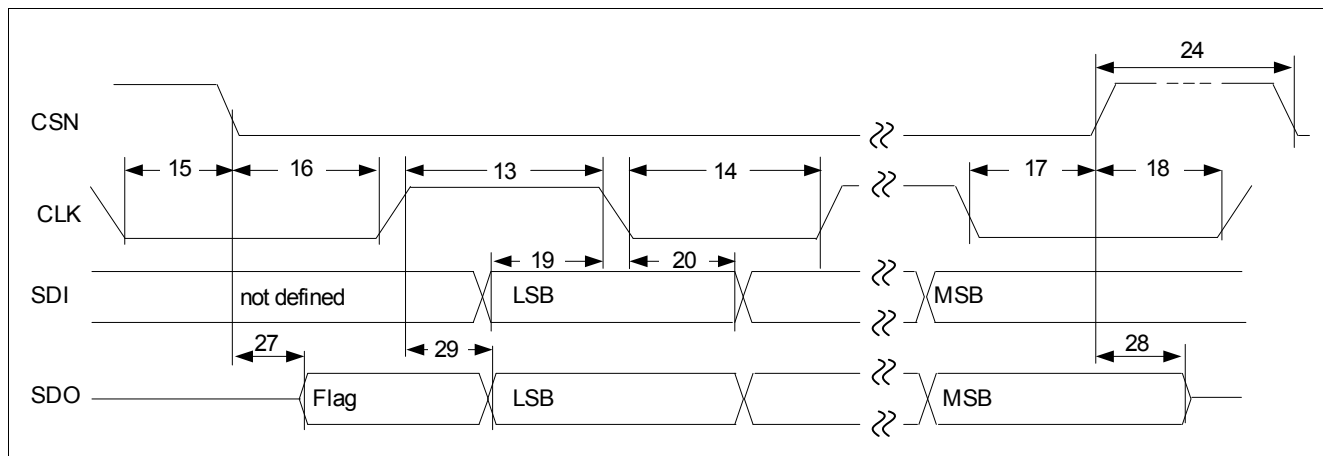 24
CSN
15 16 13 14 17 18
CLK
19 20
SDI not defined LSB MSB
27 29 28
SDO Flag LSB MSB